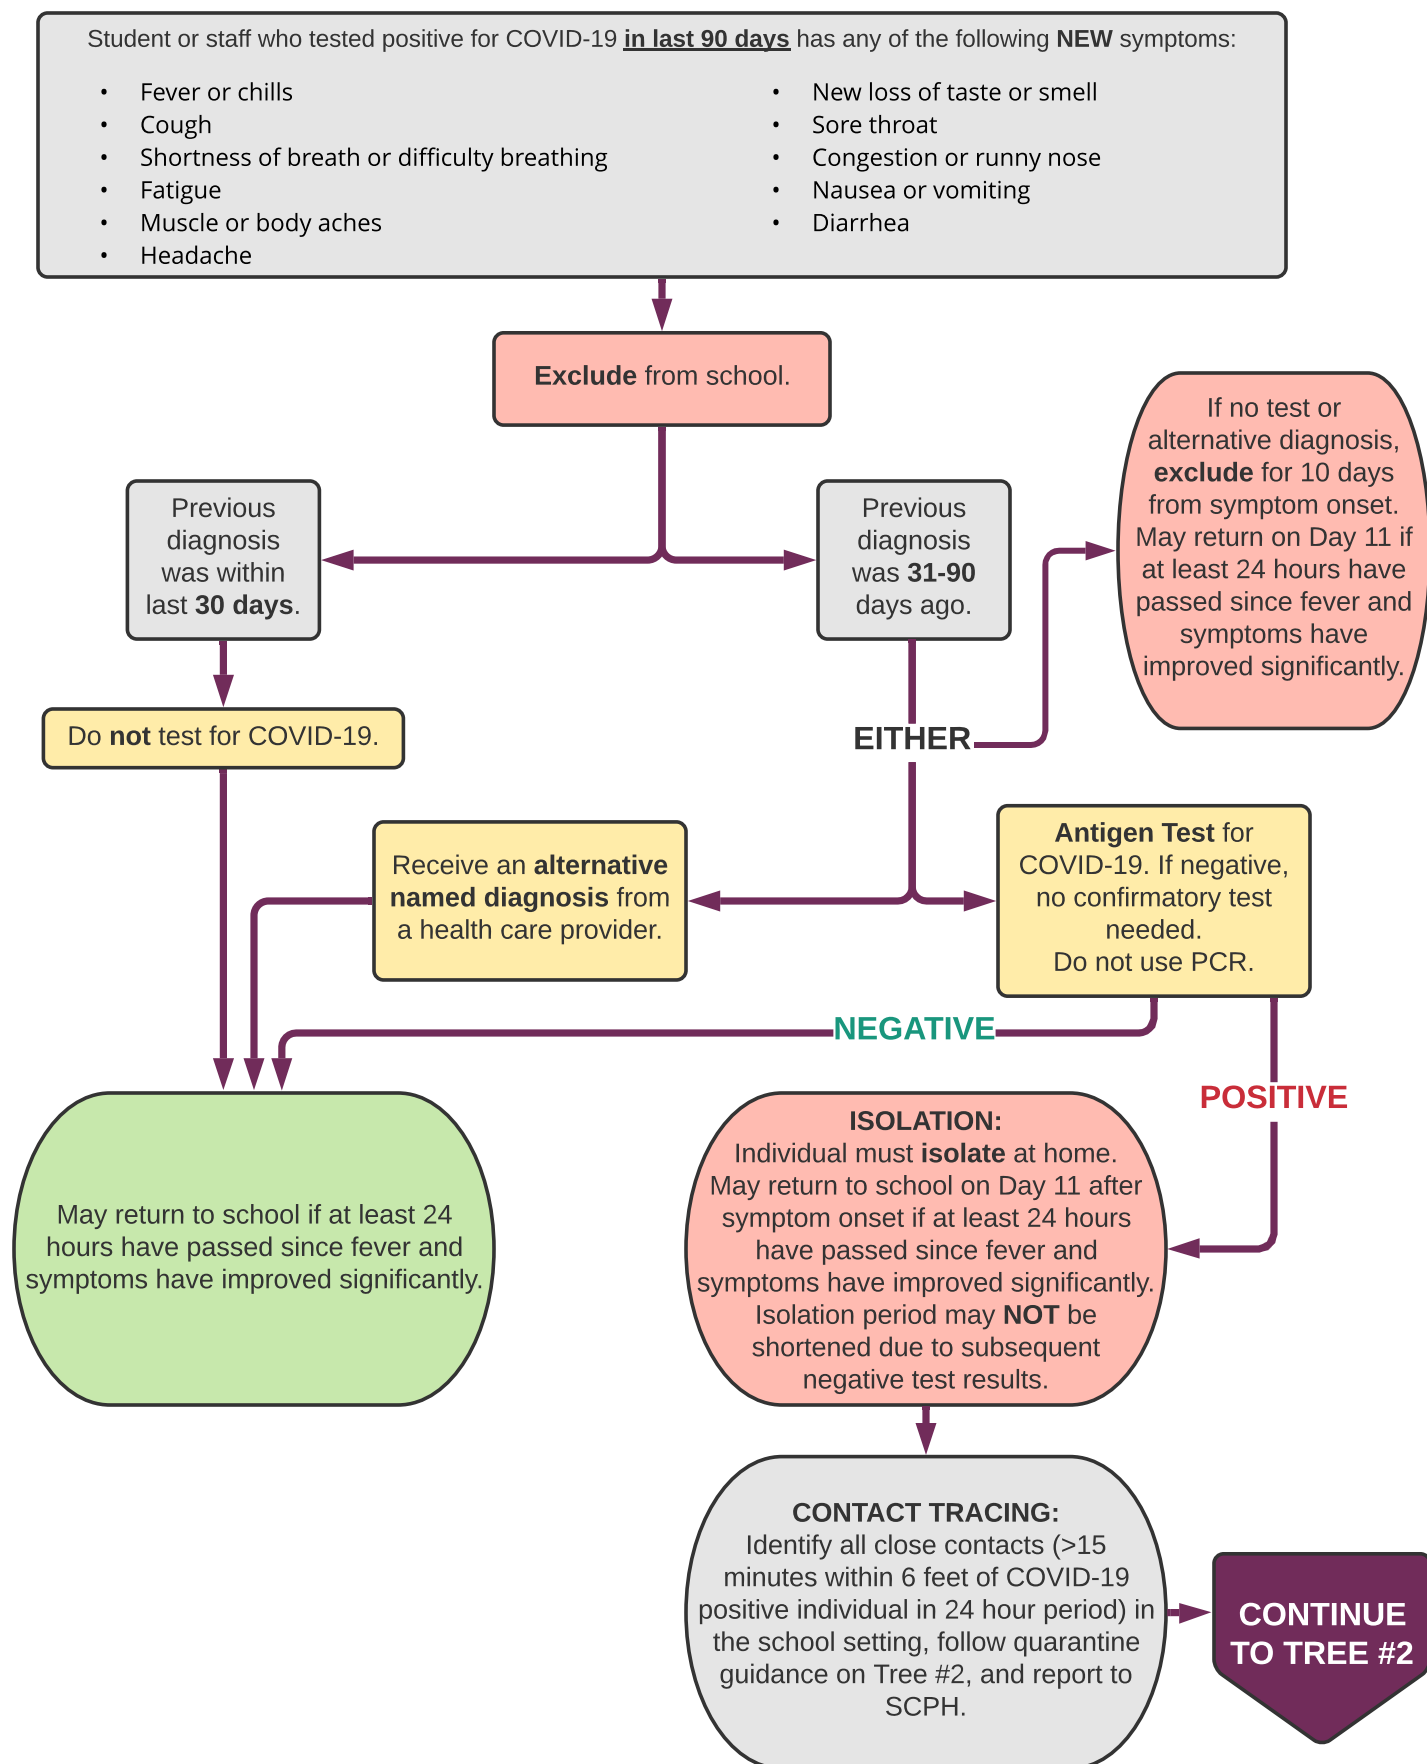 Student or staff who tested positive for COVID-19 in last 90 days has any of the following NEW symptoms:
• Fever or chills
• Cough
• Shortness of breath or difficulty breathing
• Fatigue
• Muscle or body aches
• Headache
• New loss of taste or smell
• Sore throat
• Congestion or runny nose
• Nausea or vomiting
• Diarrhea
Exclude from school.
Previous
diagnosis
was within
last 30 days.
Previous
diagnosis
was 31-90
days ago.
If no test or
alternative diagnosis,
exclude for 10 days
from symptom onset.
May return on Day 11 if
at least 24 hours have
passed since fever and
symptoms have
improved significantly.
Do not test for COVID-19.
EITHER
Receive an alternative
named diagnosis from
a health care provider.
Antigen Test for
COVID-19. If negative,
no confirmatory test
needed.
Do not use PCR.
NEGATIVE
POSITIVE
May return to school if at least 24
hours have passed since fever and
symptoms have improved significantly.
ISOLATION:
Individual must isolate at home.
May return to school on Day 11 after
symptom onset if at least 24 hours
have passed since fever and
symptoms have improved significantly.
Isolation period may NOT be
shortened due to subsequent
negative test results.
CONTACT TRACING:
Identify all close contacts (>15
minutes within 6 feet of COVID-19
positive individual in 24 hour period) in
the school setting, follow quarantine
guidance on Tree #2, and report to
SCPH.
CONTINUE
TO TREE #2